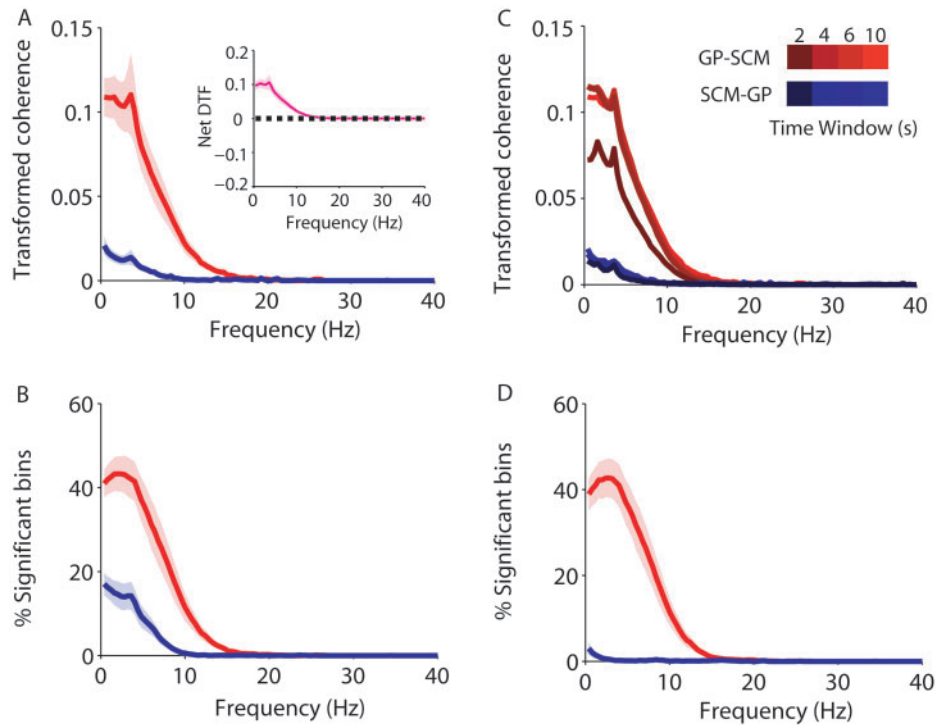 A
0.15
0.1
0.05
0
Transformed coherence
0 10 20 30 40
Frequency (Hz)
0.2
0.1
0
−0.1
−0.2
Net DTF
0 10 20 30 40
Frequency (Hz)
C
0.15
0.1
0.05
0
Transformed coherence
0 10 20 30 40
Frequency (Hz)
2 4 6 10
GP-SCM
SCM-GP
Time Window (s)
B
60
40
20
0
% Significant bins
0 10 20 30 40
Frequency (Hz)
D
60
40
20
0
% Significant bins
0 10 20 30 40
Frequency (Hz)